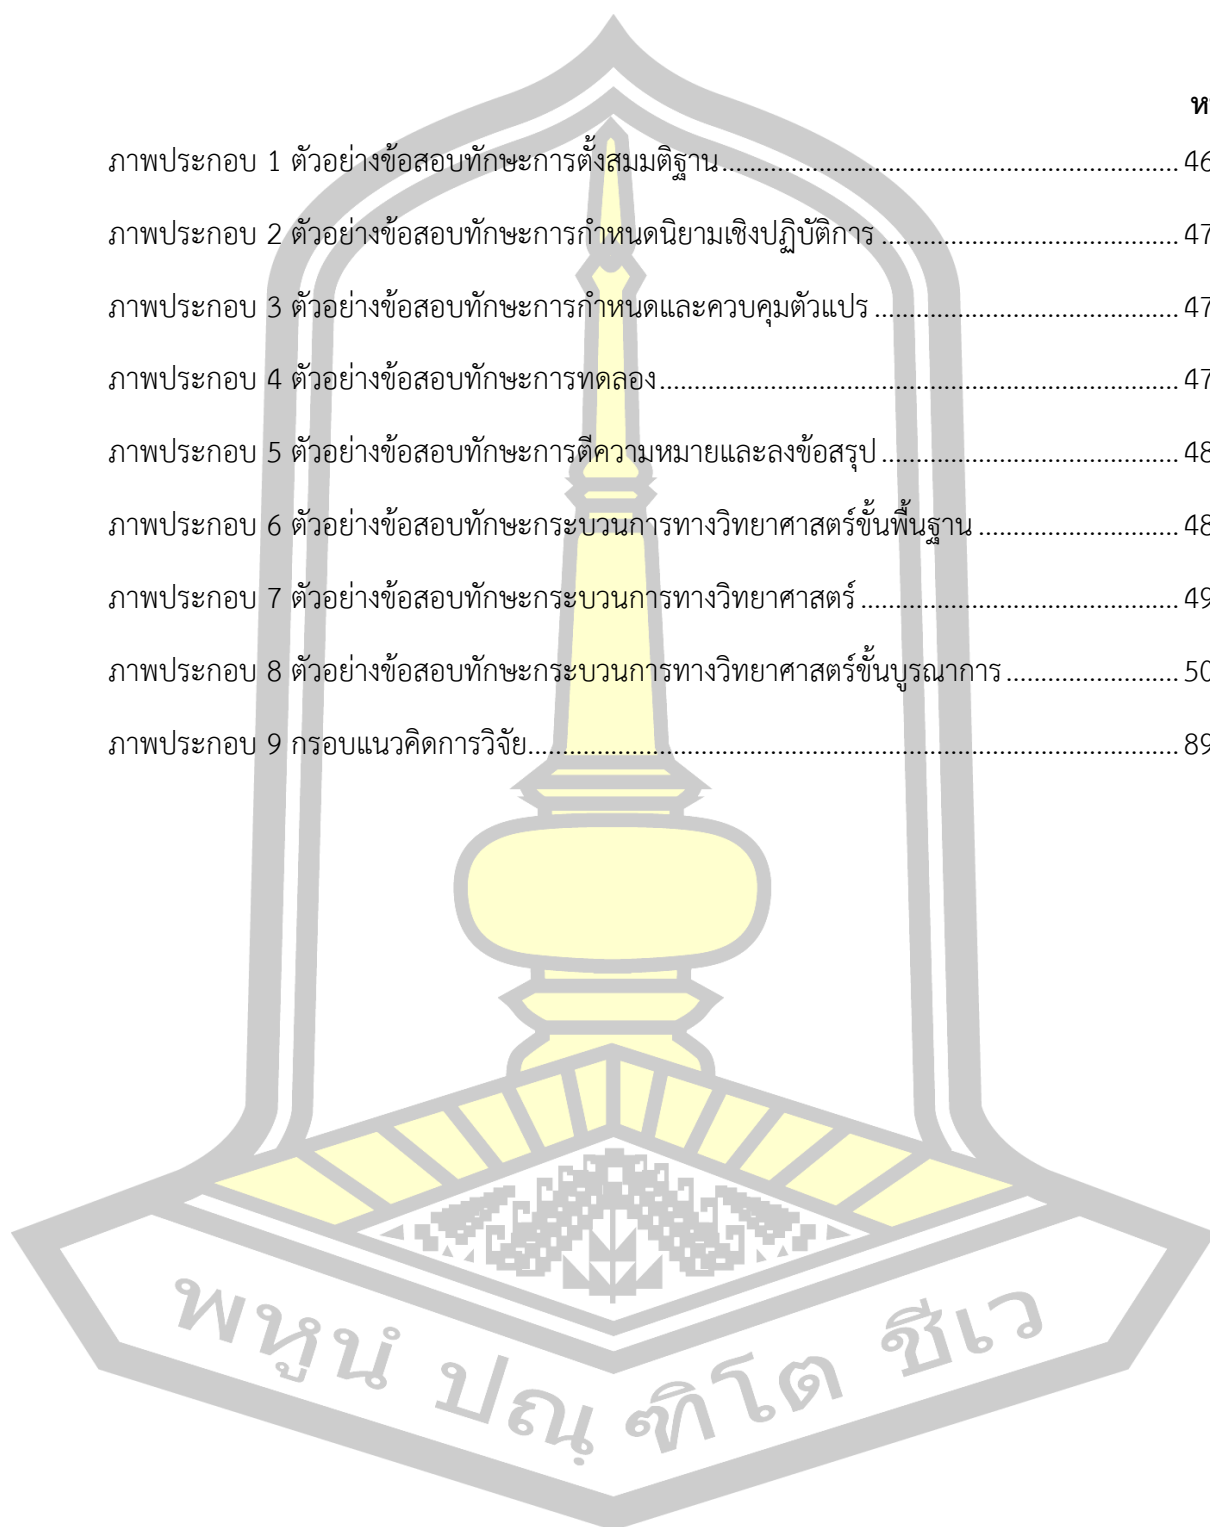 ภาพประกอบ 1 ตัวอย่างข้อสอบทักษะการตั้งสมมติฐาน ........................................................... 46
ภาพประกอบ 2 ตัวอย่างข้อสอบทักษะการกำหนดนิยามเชิงปฏิบัติการ ...................................... 47
ภาพประกอบ 3 ตัวอย่างข้อสอบทักษะการกำหนดและควบคุมตัวแปร ....................................... 47
ภาพประกอบ 4 ตัวอย่างข้อสอบทักษะการทดลอง ................................................................... 47
ภาพประกอบ 5 ตัวอย่างข้อสอบทักษะการตีความหมายและลงข้อสรุป ...................................... 48
ภาพประกอบ 6 ตัวอย่างข้อสอบทักษะกระบวนการทางวิทยาศาสตร์ขั้นพื้นฐาน .......................... 48
ภาพประกอบ 7 ตัวอย่างข้อสอบทักษะกระบวนการทางวิทยาศาสตร์ ......................................... 49
ภาพประกอบ 8 ตัวอย่างข้อสอบทักษะกระบวนการทางวิทยาศาสตร์ขั้นบูรณาการ ...................... 50
ภาพประกอบ 9 กรอบแนวคิดการวิจัย .................................................................................... 89
พหูนํ ปณฺฑิโต ชีเว